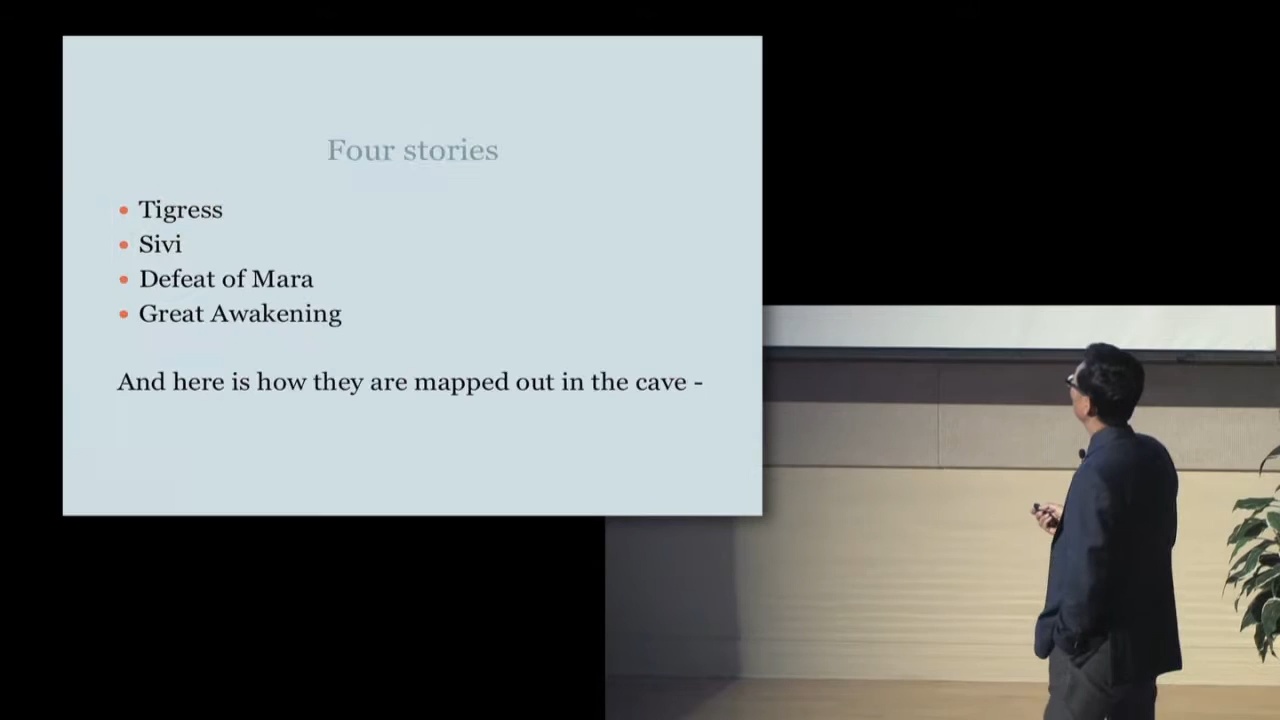 Four stories
• Tigress
• Sivi
• Defeat of Mara
• Great Awakening
And here is how they are mapped out in the cave -